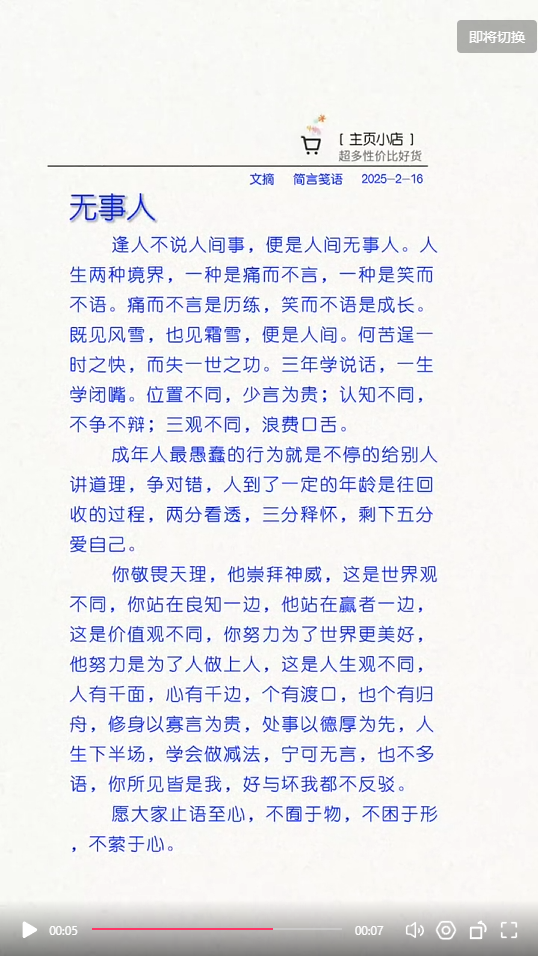 即将切换
[ 主页小店 ]
超多性价比好货
文摘 简言笺语 2025-2-16
无事人
逢人不说人间事，便是人间无事人。人
生两种境界，一种是痛而不言，一种是笑而
不语。痛而不言是历练，笑而不语是成长。
既见风雪，也见霜雪，便是人间。何苦逞一
时之快，而失一世之功。三年学说话，一生
学闭嘴。位置不同，少言为贵；认知不同，
不争不辩；三观不同，浪费口舌。
成年人最愚蠢的行为就是不停的给别人
讲道理，争对错，人到了一定的年龄是往回
收的过程，两分看透，三分释怀，剩下五分
爱自己。
你敬畏天理，他崇拜神威，这是世界观
不同，你站在良知一边，他站在赢者一边，
这是价值观不同，你努力为了世界更美好，
他努力是为了人做上人，这是人生观不同，
人有千面，心有千边，个有渡口，也个有归
舟，修身以寡言为贵，处事以德厚为先，人
生下半场，学会做减法，宁可无言，也不多
语，你所见皆是我，好与坏我都不反驳。
愿大家止语至心，不囿于物，不困于形
，不萦于心。
00:05 00:07